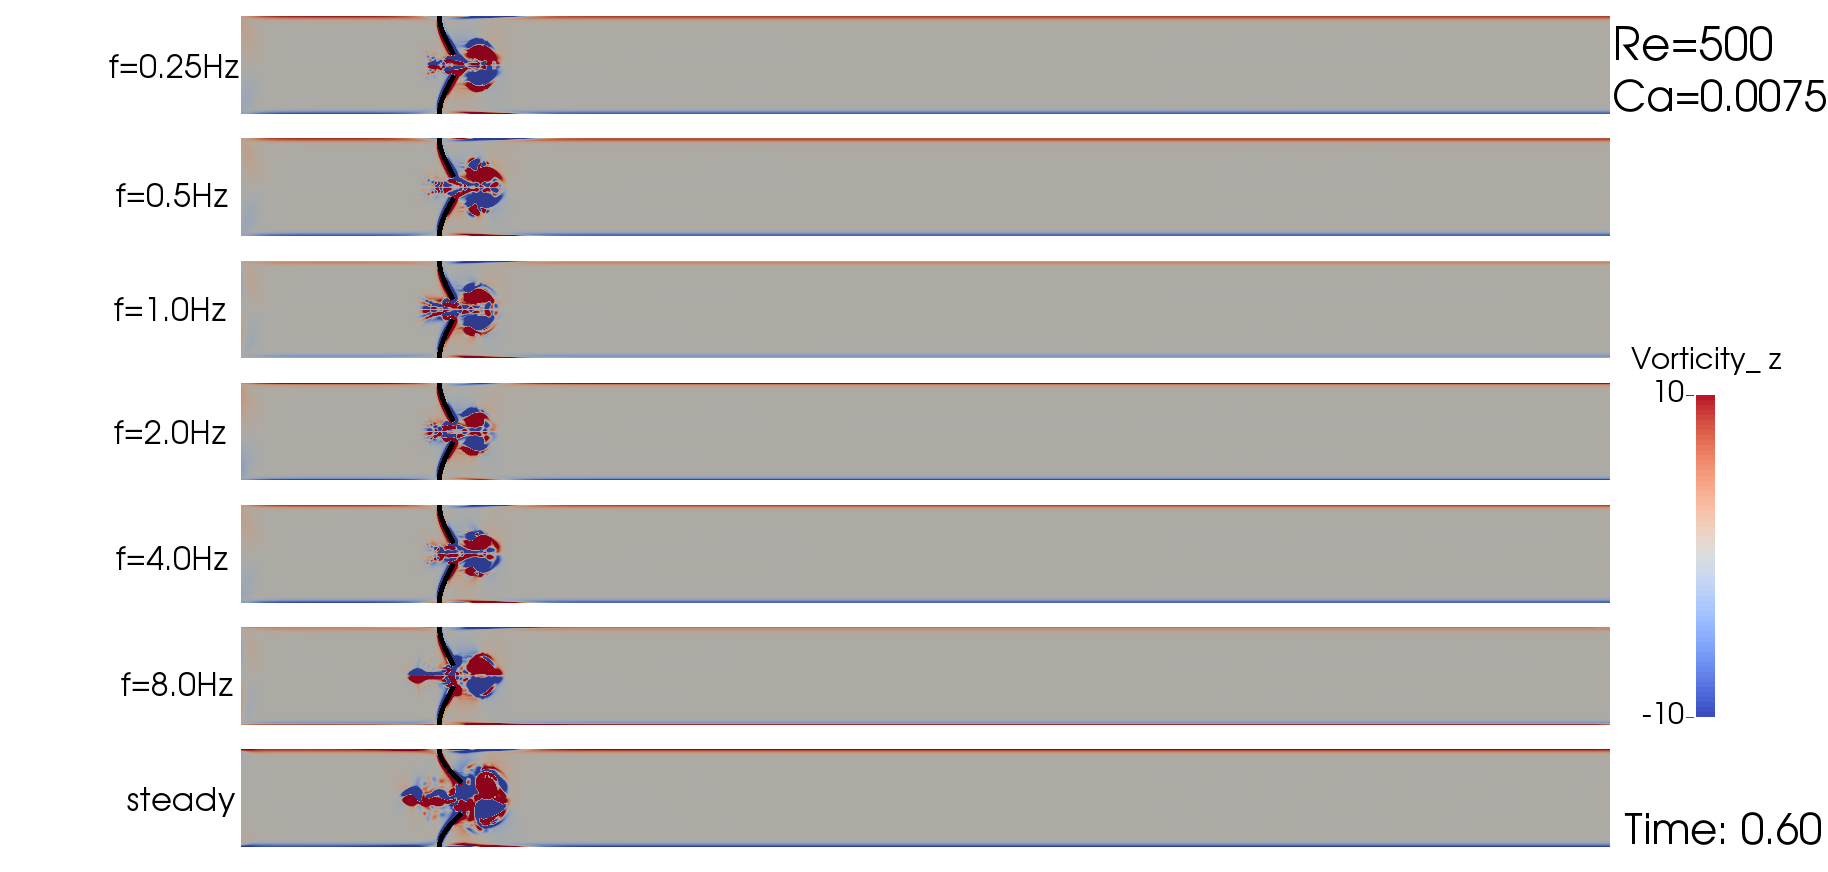 f=0.25Hz
Re=500
Ca=0.0075
f=0.5Hz
f=1.0Hz
Vorticity_ z
10
f=2.0Hz
f=4.0Hz
f=8.0Hz
-10
steady
Time: 0.60